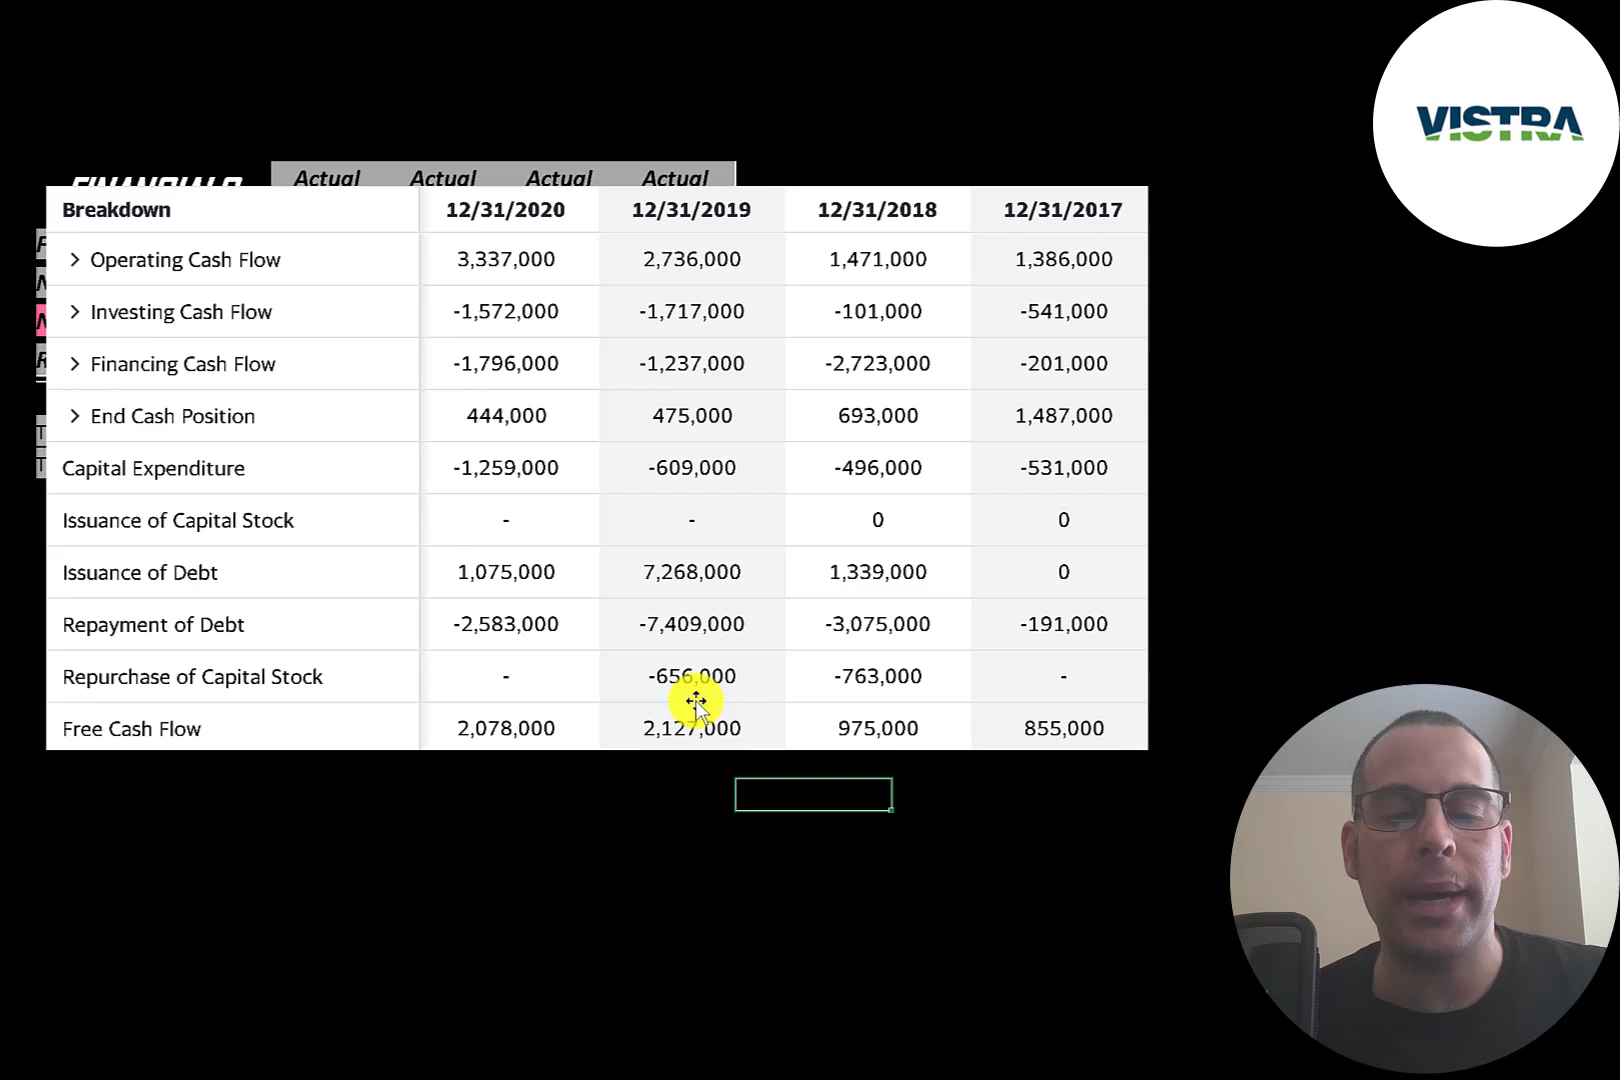 VISTRA
FINANCIALS Actual Actual Actual Actual
Breakdown 12/31/2020 12/31/2019 12/31/2018 12/31/2017
Operating Cash Flow 3,337,000 2,736,000 1,471,000 1,386,000
Investing Cash Flow -1,572,000 -1,717,000 -101,000 -541,000
Financing Cash Flow -1,796,000 -1,237,000 -2,723,000 -201,000
End Cash Position 444,000 475,000 693,000 1,487,000
Capital Expenditure -1,259,000 -609,000 -496,000 -531,000
Issuance of Capital Stock - - 0 0
Issuance of Debt 1,075,000 7,268,000 1,339,000 0
Repayment of Debt -2,583,000 -7,409,000 -3,075,000 -191,000
Repurchase of Capital Stock - -656,000 -763,000 -
Free Cash Flow 2,078,000 2,127,000 975,000 855,000